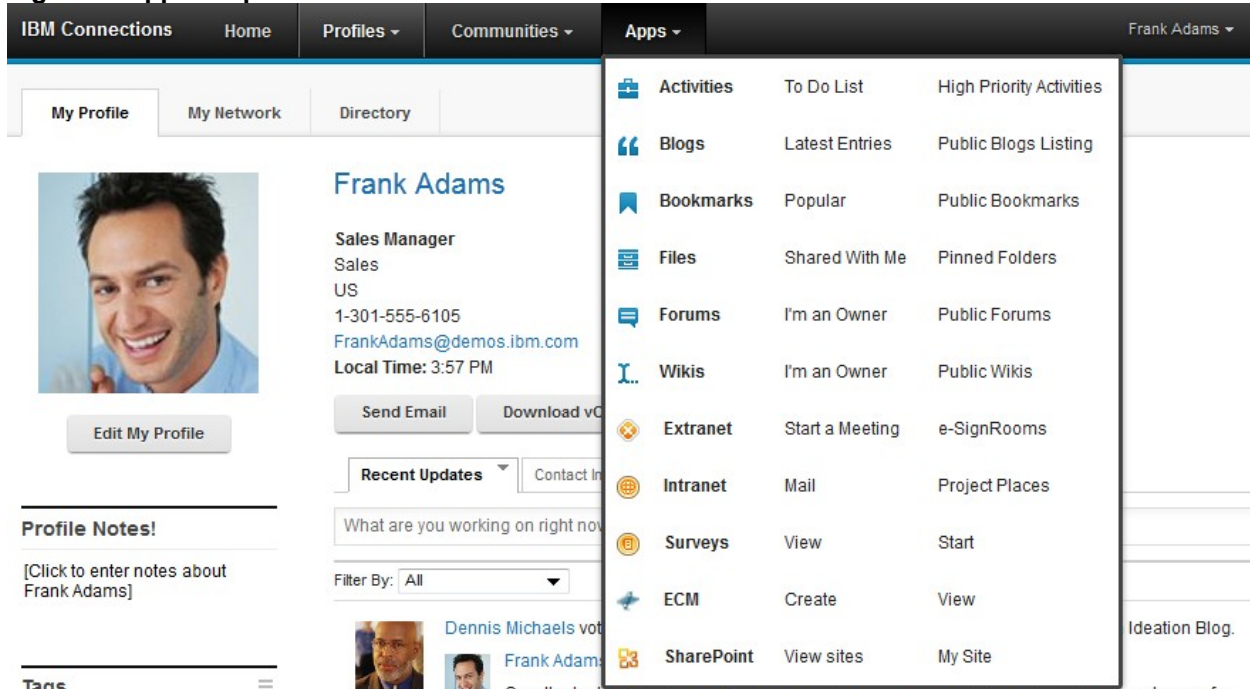 IBM Connections Home Profiles Communities Apps Frank Adams
My Profile My Network Directory
Frank Adams
Sales Manager
Sales
US
1-301-555-6105
FrankAdams@demos.ibm.com
Local Time: 3:57 PM
Send Email Download
Edit My Profile
Recent Updates Contact
Profile Notes!
What are you working on right
[Click to enter notes about
Frank Adams]
Filter By: All
Dennis Michaels
Frank Adams
Ideation Blog.
Tags
Activities To Do List High Priority Activities
Blogs Latest Entries Public Blogs Listing
Bookmarks Popular Public Bookmarks
Files Shared With Me Pinned Folders
Forums I'm an Owner Public Forums
Wikis I'm an Owner Public Wikis
Extranet Start a Meeting e-SignRooms
Intranet Mail Project Places
Surveys View Start
ECM Create View
SharePoint View sites My Site